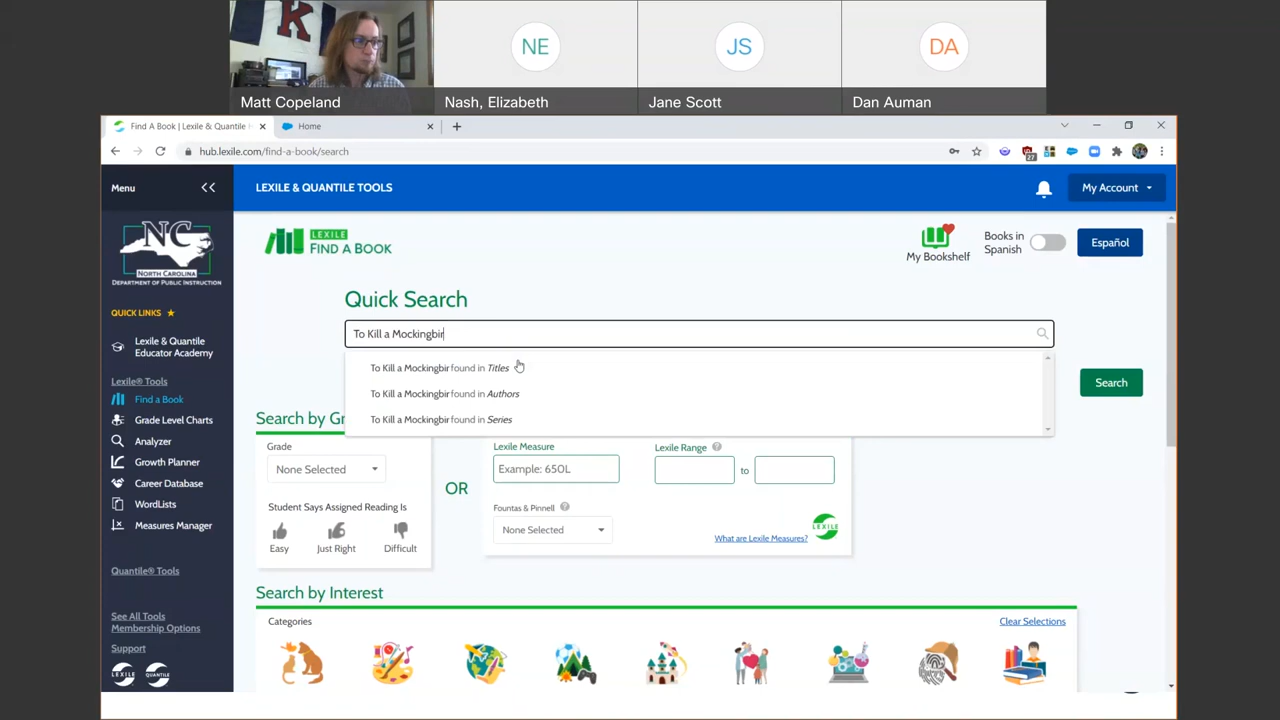 K
NE
JS
DA
Matt Copeland
Nash, Elizabeth
Jane Scott
Dan Auman
Find A Book | Lexile & Quantile
Home
hub.lexile.com/find-a-book/search
27
Menu
LEXILE & QUANTILE TOOLS
My Account
NC
NORTH CAROLINA
DEPARTMENT OF PUBLIC INSTRUCTION
LEXILE
FIND A BOOK
My Bookshelf
Books in
Spanish
Español
QUICK LINKS
Lexile & Quantile
Educator Academy
Lexile® Tools
Find a Book
Grade Level Charts
Analyzer
Growth Planner
Career Database
WordLists
Measures Manager
Quantile® Tools
See All Tools
Membership Options
Support
LEXILE
QUANTILE
Quick Search
To Kill a Mockingbir
To Kill a Mockingbir found in Titles
To Kill a Mockingbir found in Authors
To Kill a Mockingbir found in Series
Search
Search by Gr
Grade
None Selected
Student Says Assigned Reading Is
Easy
Just Right
Difficult
OR
Lexile Measure
Example: 650L
Lexile Range
to
Fountas & Pinnell
None Selected
What are Lexile Measures?
LEXILE
Search by Interest
Categories
Clear Selections